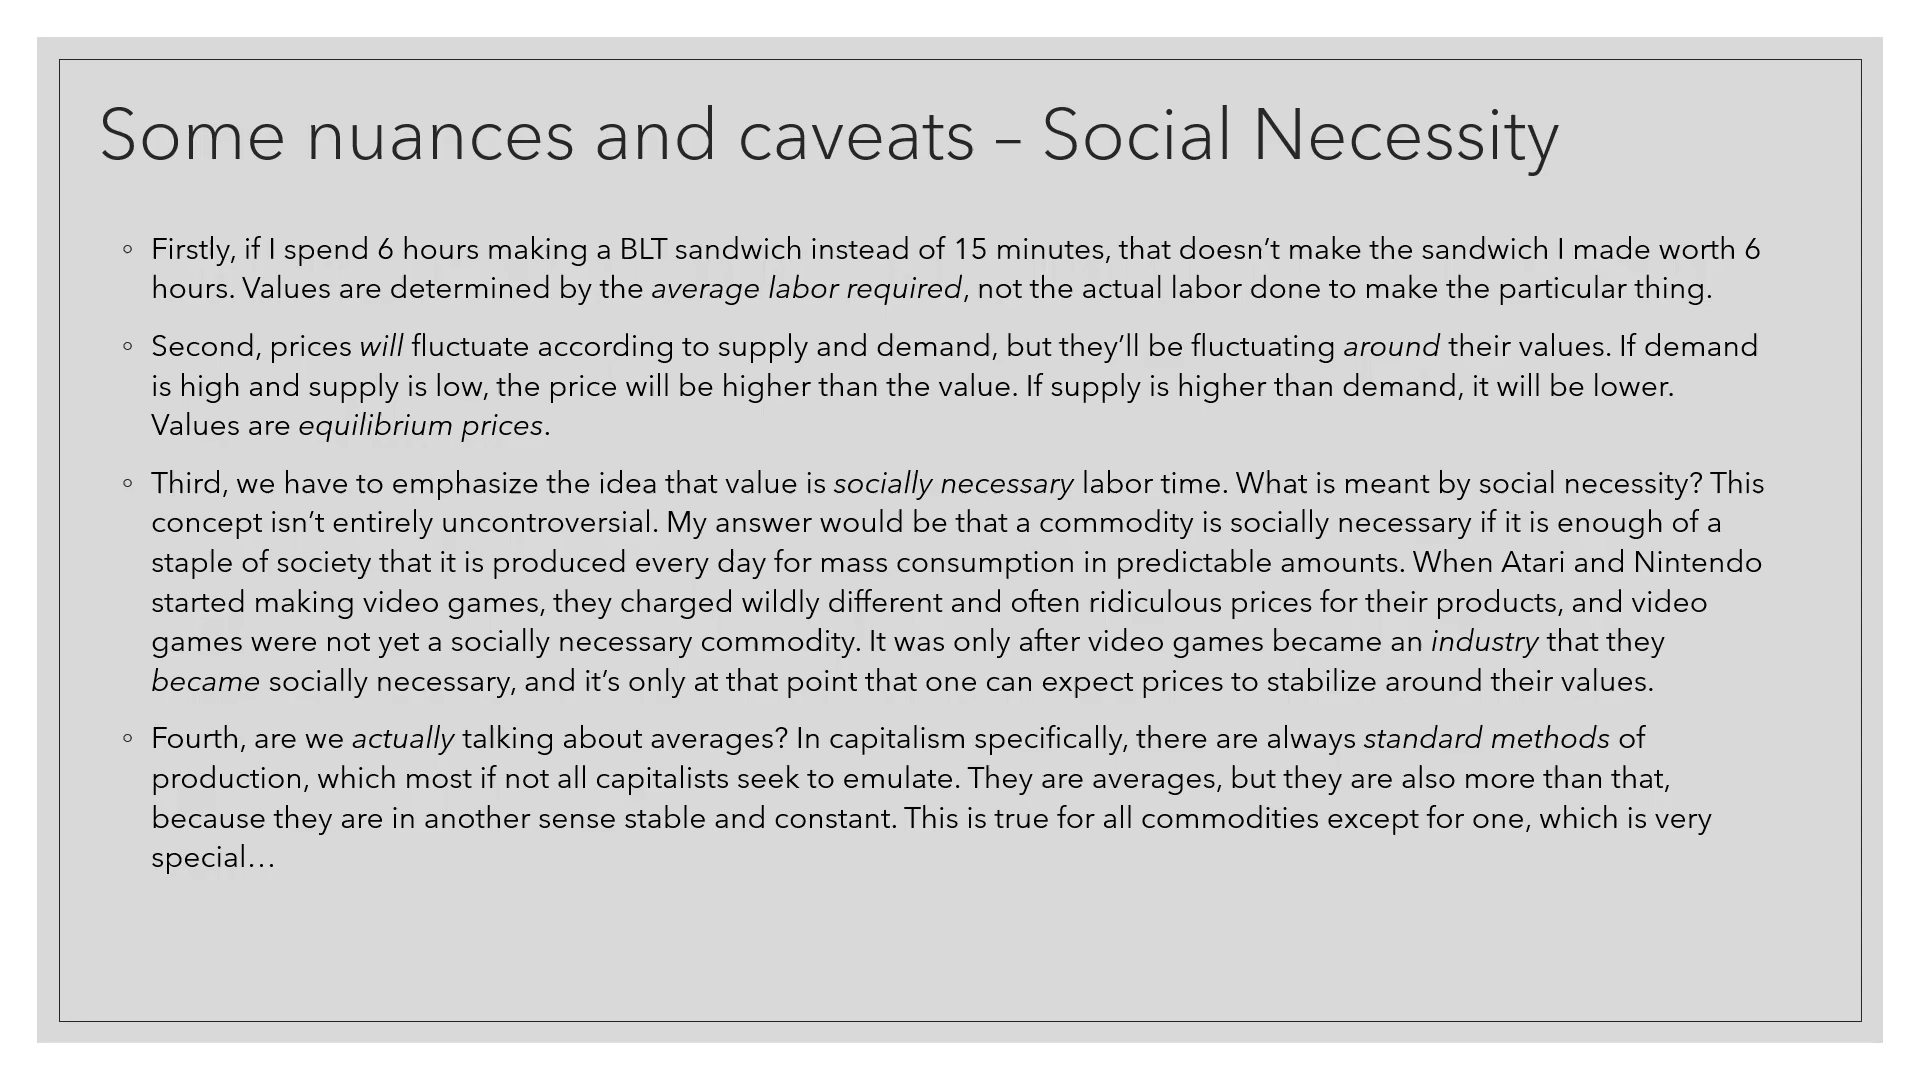 Some nuances and caveats – Social Necessity
◦ Firstly, if I spend 6 hours making a BLT sandwich instead of 15 minutes, that doesn’t make the sandwich I made worth 6
hours. Values are determined by the average labor required, not the actual labor done to make the particular thing.
◦ Second, prices will fluctuate according to supply and demand, but they’ll be fluctuating around their values. If demand
is high and supply is low, the price will be higher than the value. If supply is higher than demand, it will be lower.
Values are equilibrium prices.
◦ Third, we have to emphasize the idea that value is socially necessary labor time. What is meant by social necessity? This
concept isn’t entirely uncontroversial. My answer would be that a commodity is socially necessary if it is enough of a
staple of society that it is produced every day for mass consumption in predictable amounts. When Atari and Nintendo
started making video games, they charged wildly different and often ridiculous prices for their products, and video
games were not yet a socially necessary commodity. It was only after video games became an industry that they
became socially necessary, and it’s only at that point that one can expect prices to stabilize around their values.
◦ Fourth, are we actually talking about averages? In capitalism specifically, there are always standard methods of
production, which most if not all capitalists seek to emulate. They are averages, but they are also more than that,
because they are in another sense stable and constant. This is true for all commodities except for one, which is very
special…